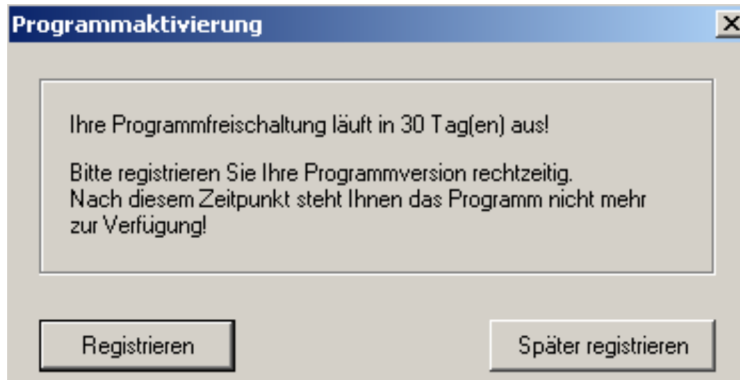 Programmaktivierung
Ihre Programmfreischaltung läuft in 30 Tag(en) aus!
Bitte registrieren Sie Ihre Programmversion rechtzeitig.
Nach diesem Zeitpunkt steht Ihnen das Programm nicht mehr
zur Verfügung!
Registrieren
Später registrieren